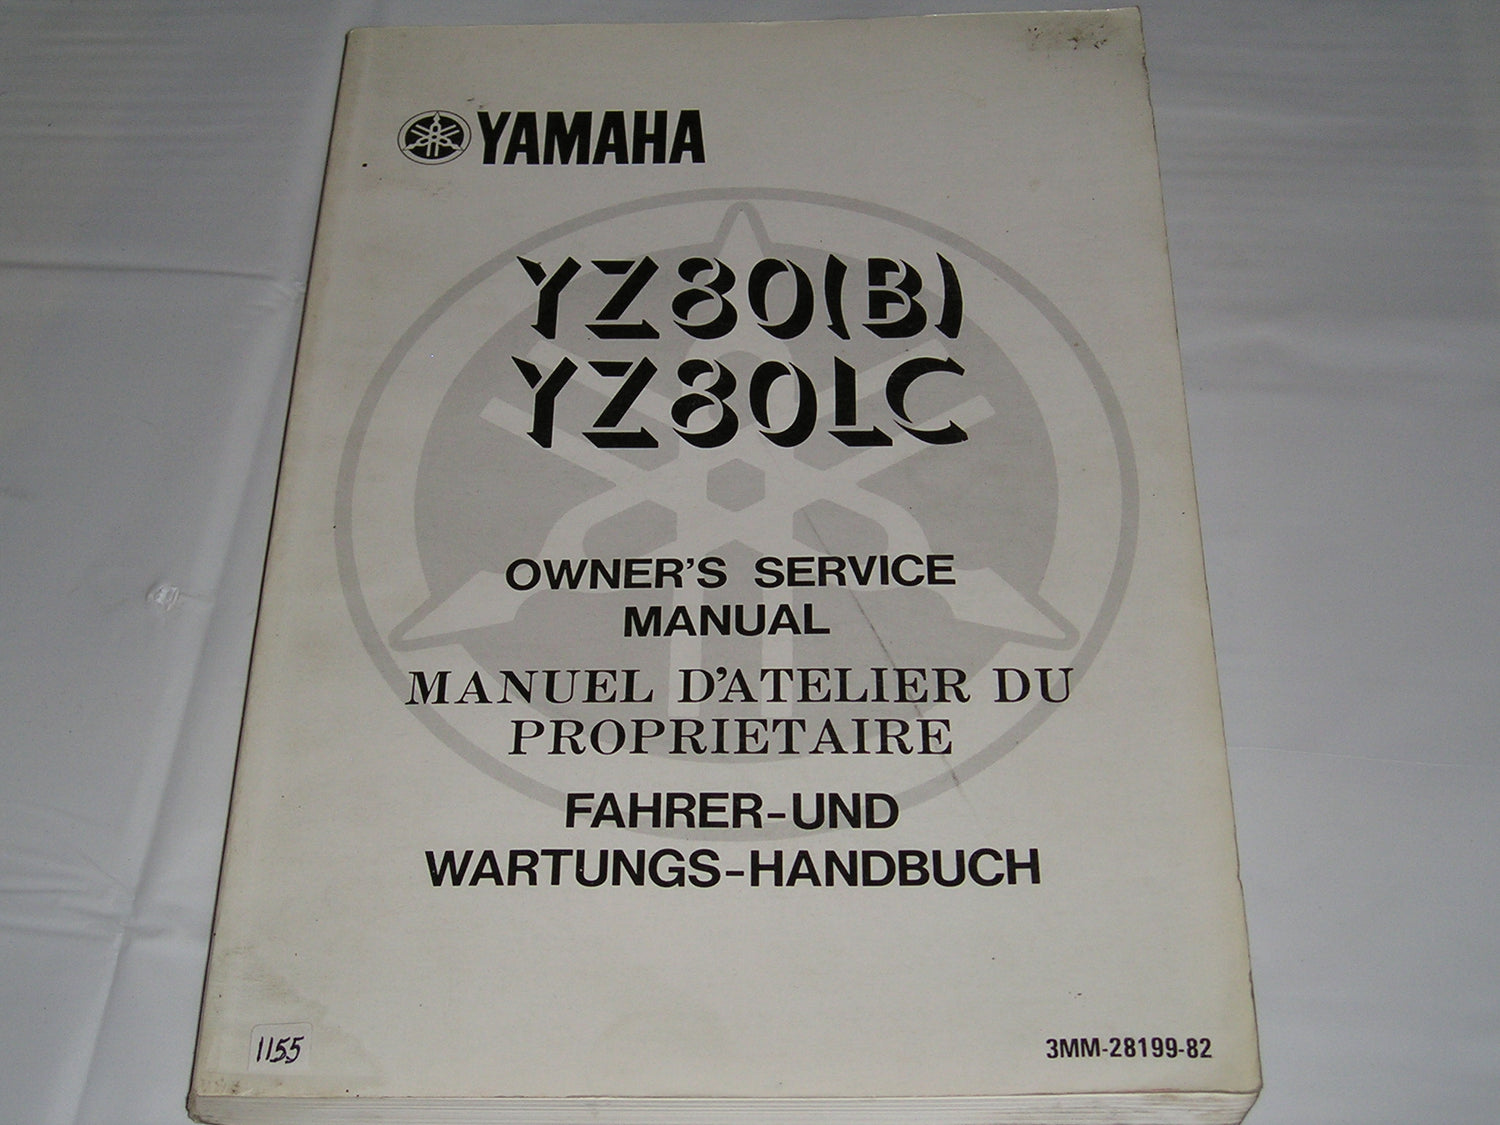 YAMAHA
YZ80(B)
YZ80LC
OWNER'S SERVICE
MANUAL
MANUEL D'ATELIER DU
PROPRIETAIRE
FAHRER-UND
WARTUNGS-HANDBUCH
1155
3MM-28199-82